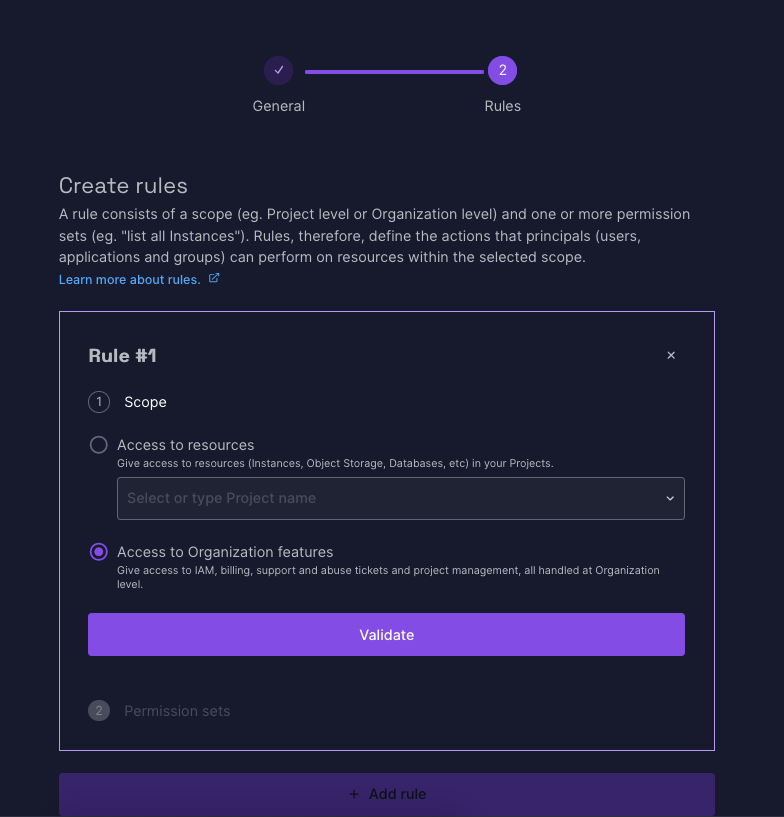 2
General
Rules
Create rules
A rule consists of a scope (eg. Project level or Organization level) and one or more permission
sets (eg. "list all Instances"). Rules, therefore, define the actions that principals (users,
applications and groups) can perform on resources within the selected scope.
Learn more about rules.
Rule #1
1 Scope
Access to resources
Give access to resources (Instances, Object Storage, Databases, etc) in your Projects.
Select or type Project name
Access to Organization features
Give access to IAM, billing, support and abuse tickets and project management, all handled at Organization
level.
Validate
2 Permission sets
+ Add rule